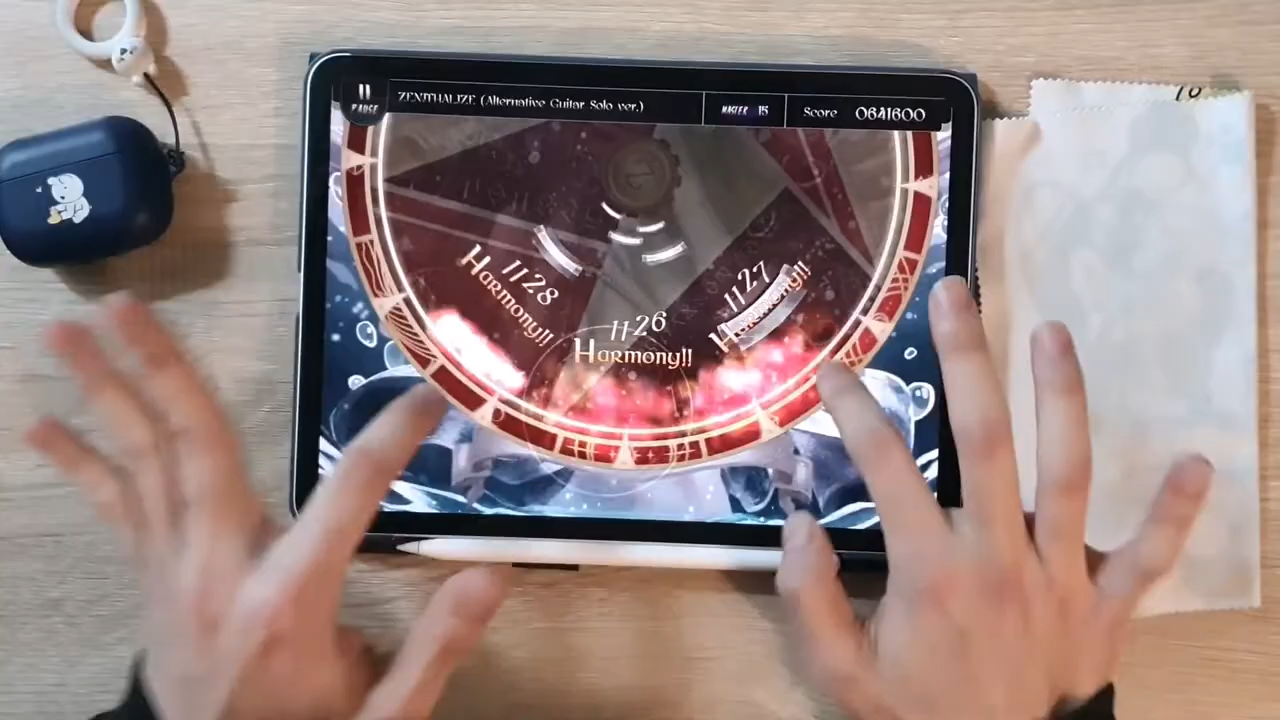 PAUSE
ZENITHALIZE (Alternative Guitar Solo ver.)
MASTER 15
Score 0641600
1128
Harmony!!
1126
Harmony!!
1127
Harmony!!